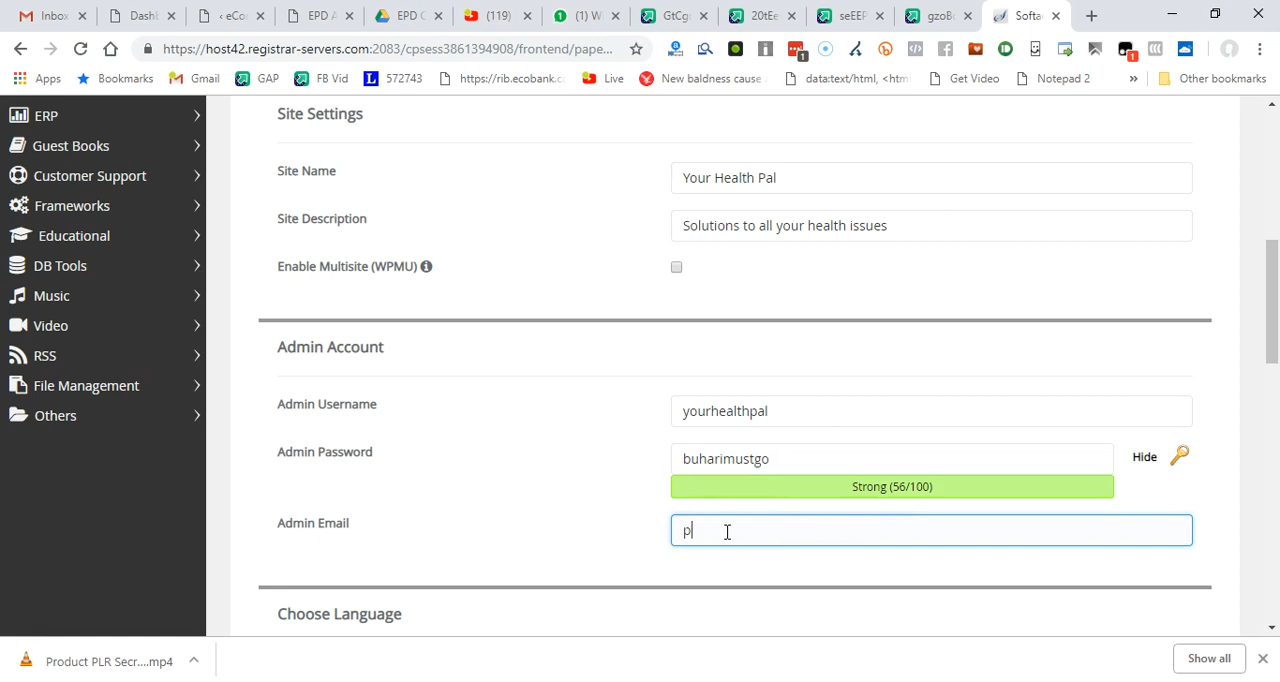 Inbox
Dashb
‹ eCo
EPD A
EPD C
(119)
(1) W
GtCg
20tEe
seEEP
gzoB
Softa
https://host42.registrar-servers.com:2083/cpsess3861394908/frontend/pape...
1
1
Apps
Bookmarks
Gmail
GAP
FB Vid
L
572743
https://rib.ecobank.c
Live
New baldness cause
data:text/html, <htm
Get Video
Notepad 2
»
Other bookmarks
ERP
Guest Books
Customer Support
Frameworks
Educational
DB Tools
Music
Video
RSS
File Management
Others
Site Settings
Site Name
Your Health Pal
Site Description
Solutions to all your health issues
Enable Multisite (WPMU)
Admin Account
Admin Username
yourhealthpal
Admin Password
buharimustgo
Hide
Strong (56/100)
Admin Email
p
Choose Language
Product PLR Secr....mp4
Show all